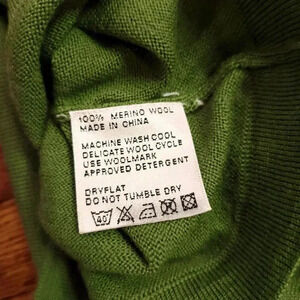 100% MERINO WOOL
MADE IN CHINA
MACHINE WASH COOL
DELICATE WOOL CYCLE
USE WOOLMARK
APPROVED DETERGENT
DRYFLAT
DO NOT TUMBLE DRY
40